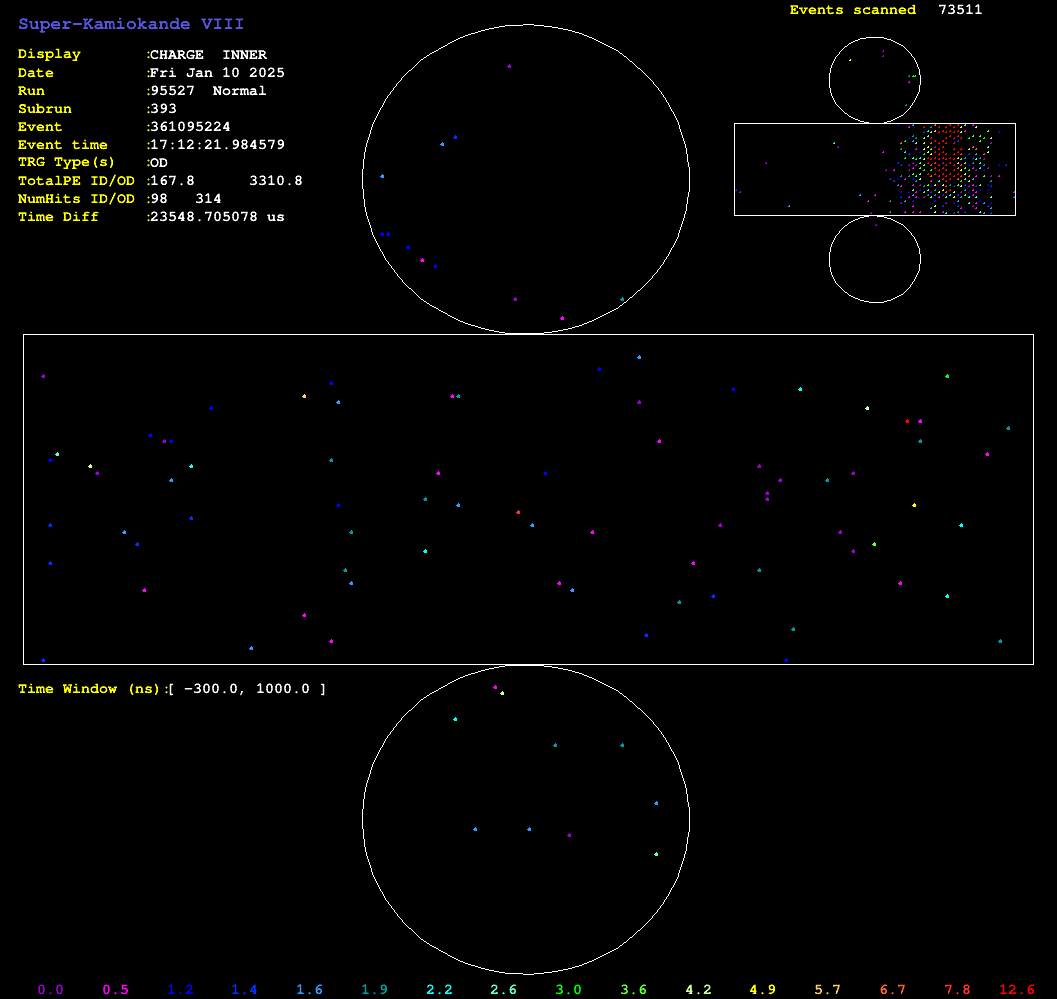 Super-Kamiokande VIII
Events scanned 73511
Display :CHARGE INNER
Date :Fri Jan 10 2025
Run :95527 Normal
Subrun :393
Event :361095224
Event time :17:12:21.984579
TRG Type(s) :OD
TotalPE ID/OD :167.8 3310.8
NumHits ID/OD :98 314
Time Diff :23548.705078 us
Time Window (ns):[ -300.0, 1000.0 ]
0.0 0.5 1.2 1.4 1.6 1.9 2.2 2.6 3.0 3.6 4.2 4.9 5.7 6.7 7.8 12.6